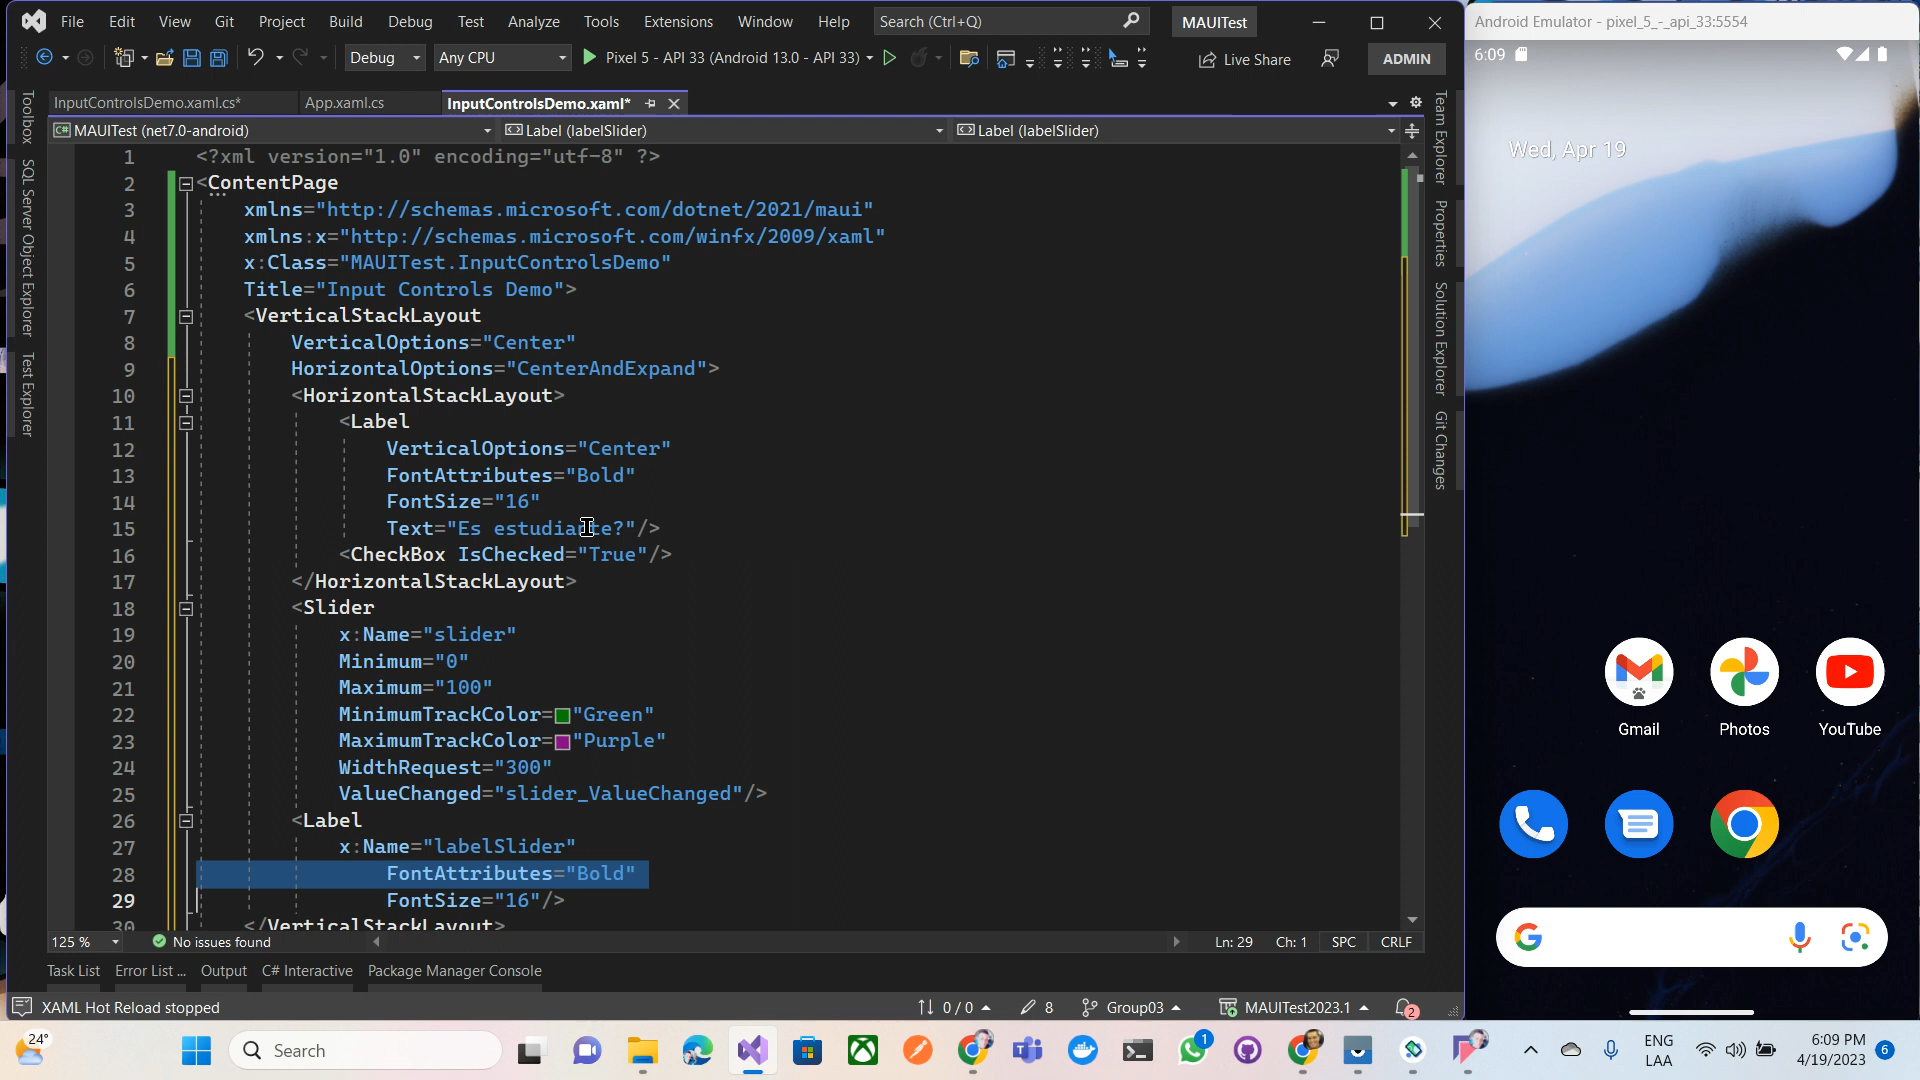 File Edit View Git Project Build Debug Test Analyze Tools Extensions Window Help Search (Ctrl+Q) MAUITest
Debug Any CPU Pixel 5 - API 33 (Android 13.0 - API 33) Live Share ADMIN
InputControlsDemo.xaml.cs* App.xaml.cs InputControlsDemo.xaml*
MAUITest (net7.0-android) Label (labelSlider) Label (labelSlider)
Toolbox
SQL Server Object Explorer
Test Explorer
1 <?xml version="1.0" encoding="utf-8" ?>
2 <ContentPage
3 xmlns="http://schemas.microsoft.com/dotnet/2021/maui"
4 xmlns:x="http://schemas.microsoft.com/winfx/2009/xaml"
5 x:Class="MAUITest.InputControlsDemo"
6 Title="Input Controls Demo">
7 <VerticalStackLayout
8 VerticalOptions="Center"
9 HorizontalOptions="CenterAndExpand">
10 <HorizontalStackLayout>
11 <Label
12 VerticalOptions="Center"
13 FontAttributes="Bold"
14 FontSize="16"
15 Text="Es estudiante?"/>
16 <CheckBox IsChecked="True"/>
17 </HorizontalStackLayout>
18 <Slider
19 x:Name="slider"
20 Minimum="0"
21 Maximum="100"
22 MinimumTrackColor="Green"
23 MaximumTrackColor="Purple"
24 WidthRequest="300"
25 ValueChanged="slider_ValueChanged"/>
26 <Label
27 x:Name="labelSlider"
28 FontAttributes="Bold"
29 FontSize="16"/>
30 </VerticalStackLayout>
Team Explorer
Properties
Solution Explorer
Git Changes
125 % No issues found Ln: 29 Ch: 1 SPC CRLF
Task List Error List ... Output C# Interactive Package Manager Console
XAML Hot Reload stopped 0 / 0 8 Group03 MAUITest2023.1 2
Android Emulator - pixel_5_-_api_33:5554
6:09
Wed, Apr 19
Gmail Photos YouTube
24° Search 1 ENG 6:09 PM
LAA 4/19/2023 6